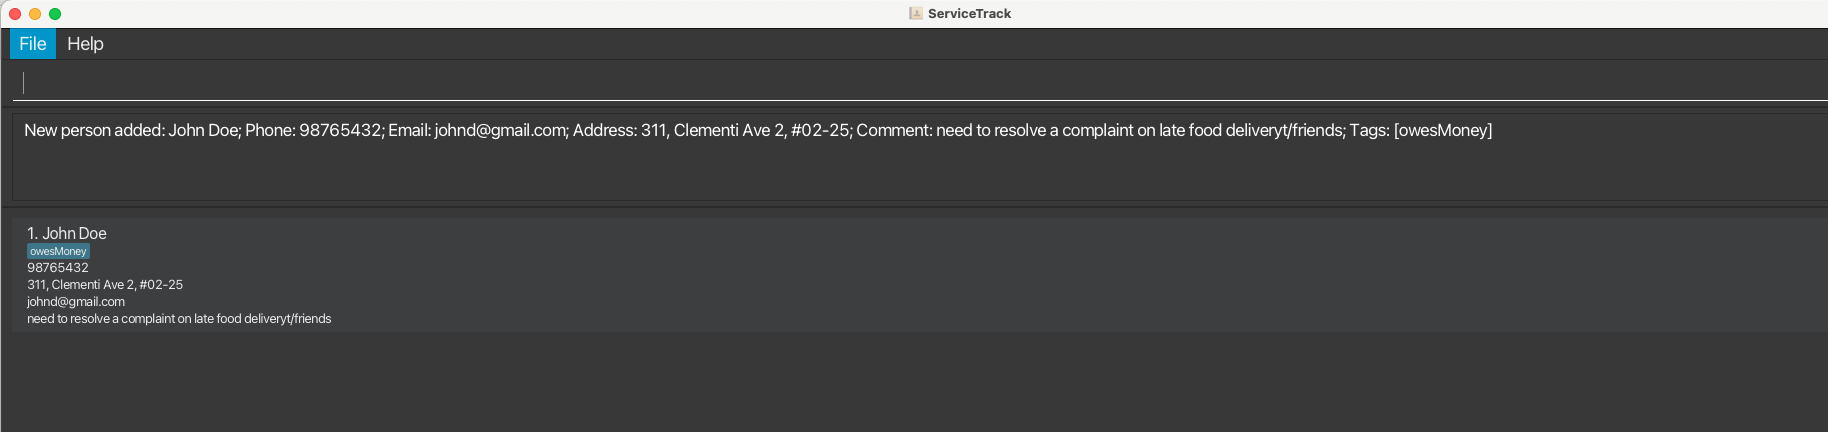 ServiceTrack
File Help
New person added: John Doe; Phone: 98765432; Email: johnd@gmail.com; Address: 311, Clementi Ave 2, #02-25; Comment: need to resolve a complaint on late food deliveryt/friends; Tags: [owesMoney]
1. John Doe
owesMoney
98765432
311, Clementi Ave 2, #02-25
johnd@gmail.com
need to resolve a complaint on late food deliveryt/friends